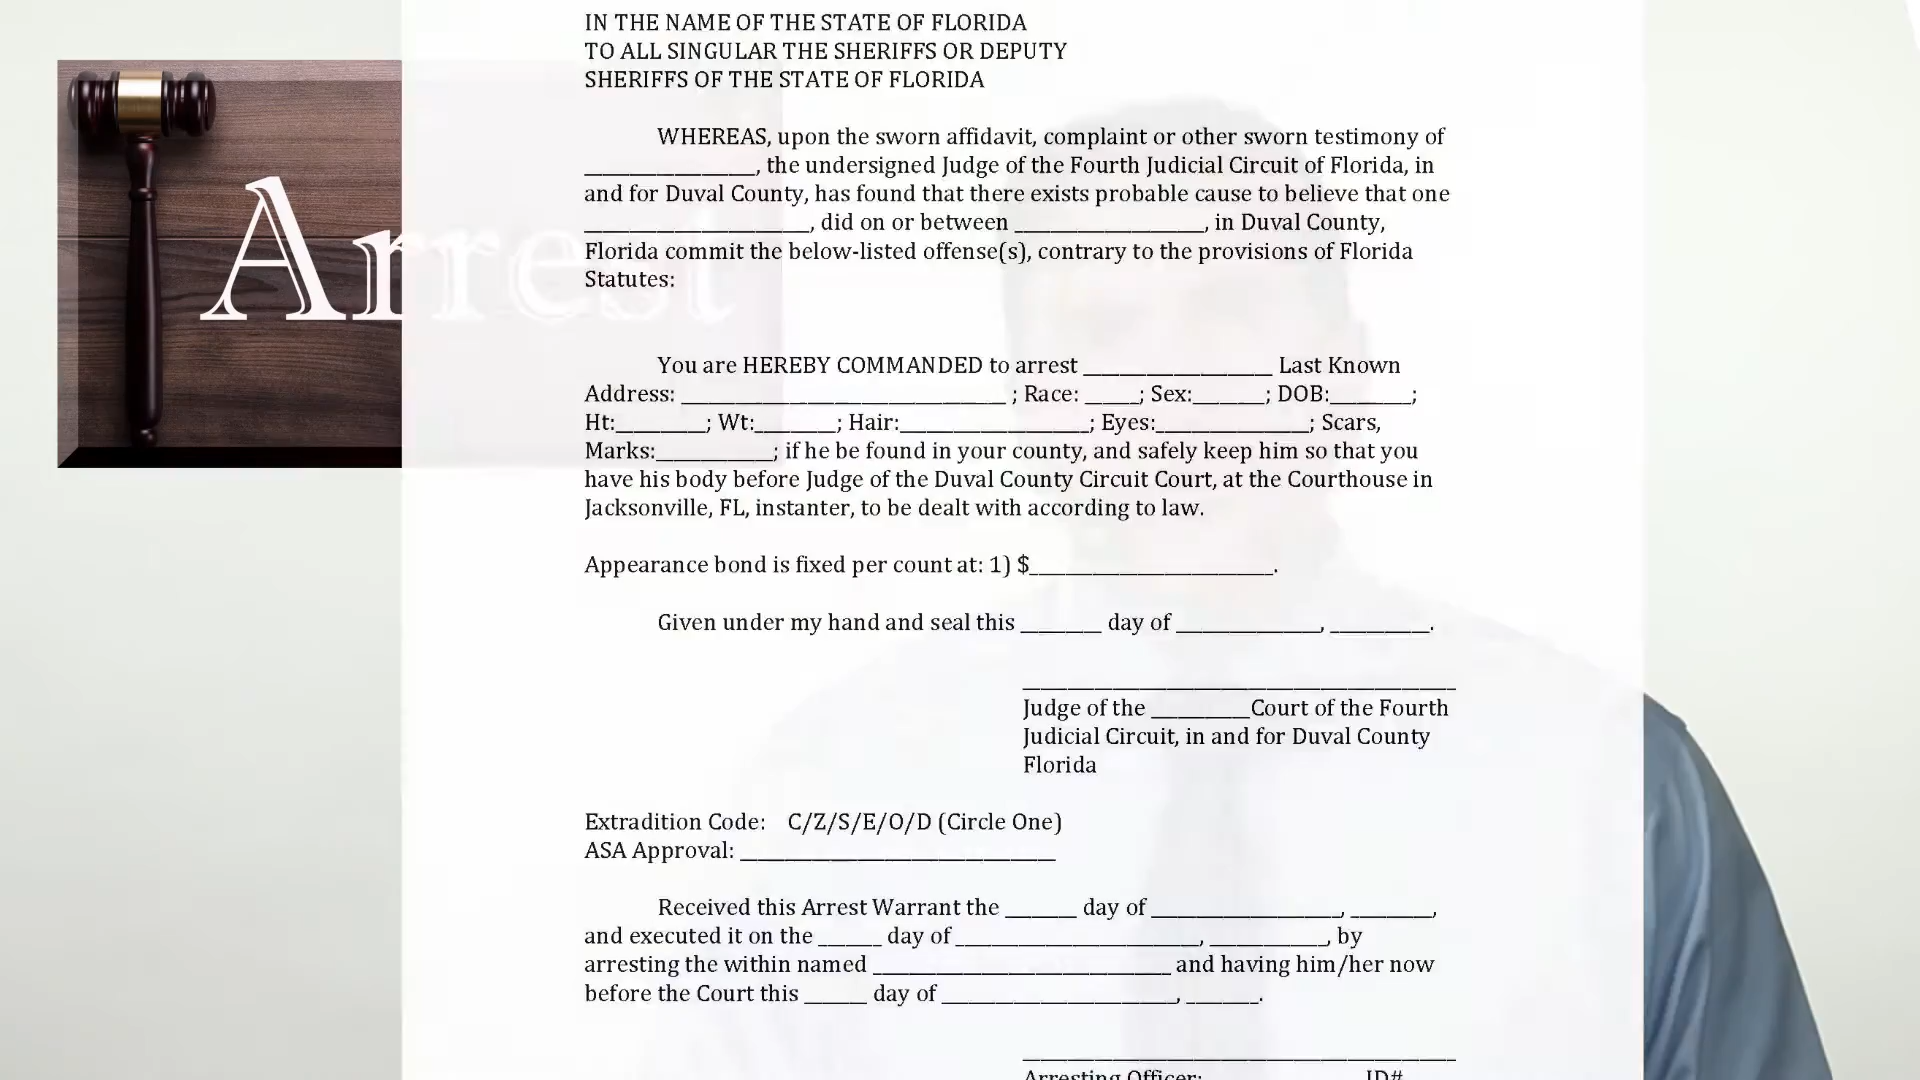 Arrest
IN THE NAME OF THE STATE OF FLORIDA
TO ALL SINGULAR THE SHERIFFS OR DEPUTY
SHERIFFS OF THE STATE OF FLORIDA
WHEREAS, upon the sworn affidavit, complaint or other sworn testimony of
_______________, the undersigned Judge of the Fourth Judicial Circuit of Florida, in
and for Duval County, has found that there exists probable cause to believe that one
____________________, did on or between _________________, in Duval County,
Florida commit the below-listed offense(s), contrary to the provisions of Florida
Statutes:
You are HEREBY COMMANDED to arrest _________________ Last Known
Address: _____________________________ ; Race: _____; Sex:______; DOB:_______;
Ht:________; Wt:_______; Hair:_________________; Eyes:______________; Scars,
Marks:__________; if he be found in your county, and safely keep him so that you
have his body before Judge of the Duval County Circuit Court, at the Courthouse in
Jacksonville, FL, instanter, to be dealt with according to law.
Appearance bond is fixed per count at: 1) $______________________.
Given under my hand and seal this _______ day of _____________, _________.
_______________________________________
Judge of the _________Court of the Fourth
Judicial Circuit, in and for Duval County
Florida
Extradition Code: C/Z/S/E/O/D (Circle One)
ASA Approval: ____________________________
Received this Arrest Warrant the ______ day of _________________, _______,
and executed it on the ______ day of ______________________, ___________, by
arresting the within named ___________________________ and having him/her now
before the Court this ______ day of _____________________, _______.
_______________________________________
Arresting Officer: ______________ ID#